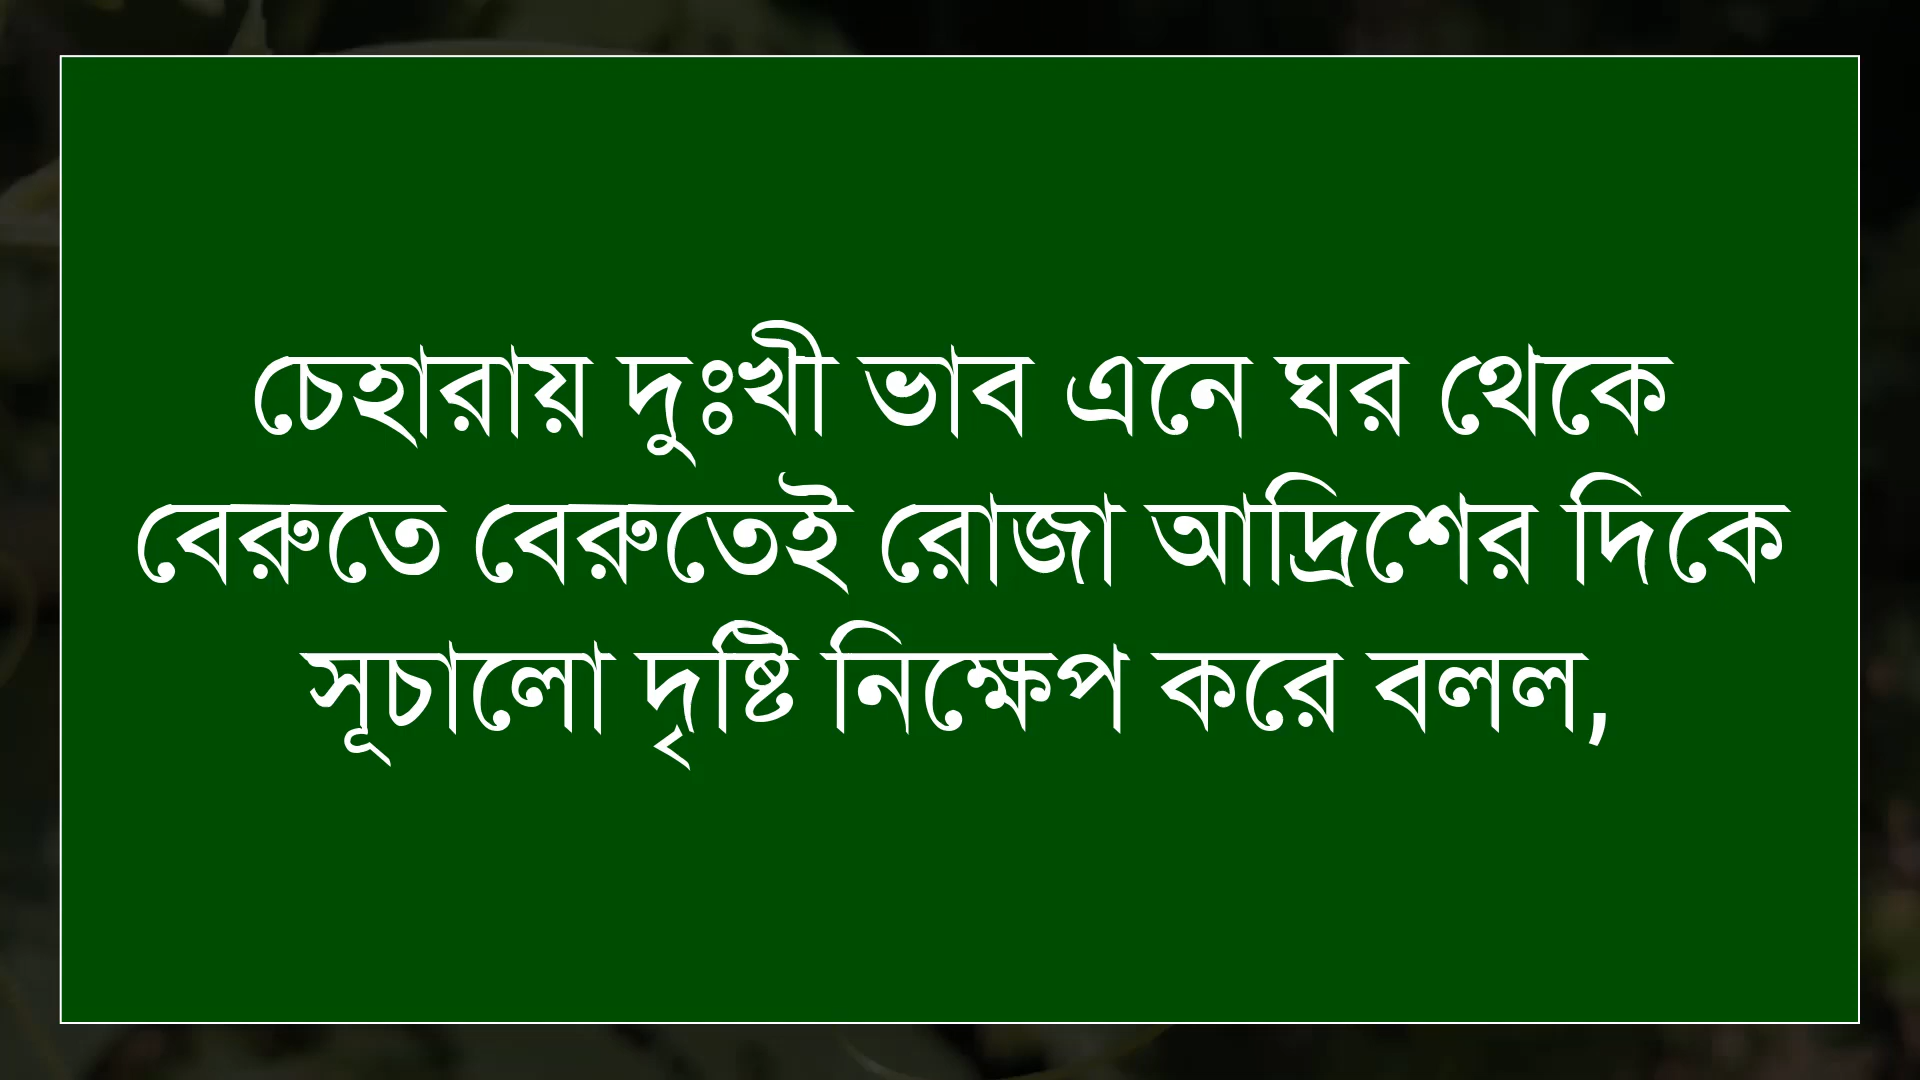 চেহারায় দুঃখী ভাব এনে ঘর থেকে
বেরুতে বেরুতেই রোজা আদ্রিশের দিকে
সূচালো দৃষ্টি নিক্ষেপ করে বলল,